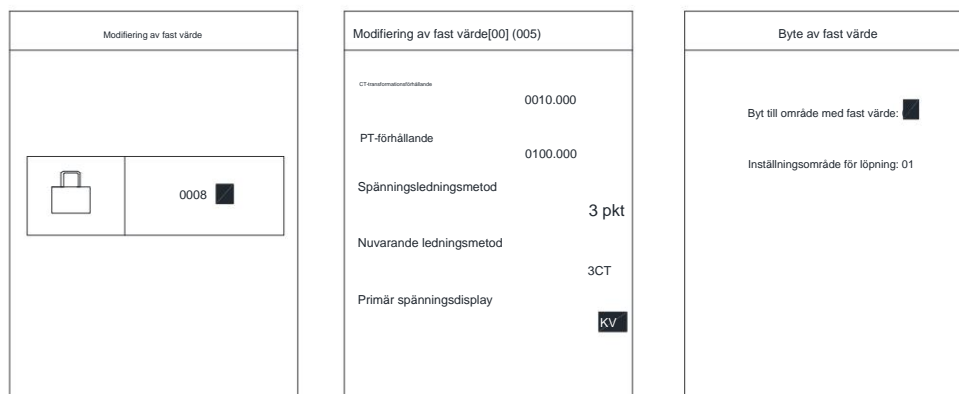 Modifiering av fast värde
0008
Modifiering av fast värde[00] (005)
CT-transformationsförhållande
0010.000
PT-förhållande
0100.000
Spänningsledningsmetod
3 pkt
Nuvarande ledningsmetod
3CT
Primär spänningsdisplay
KV
Byte av fast värde
Byt till område med fast värde:
Inställningsområde för löpning: 01